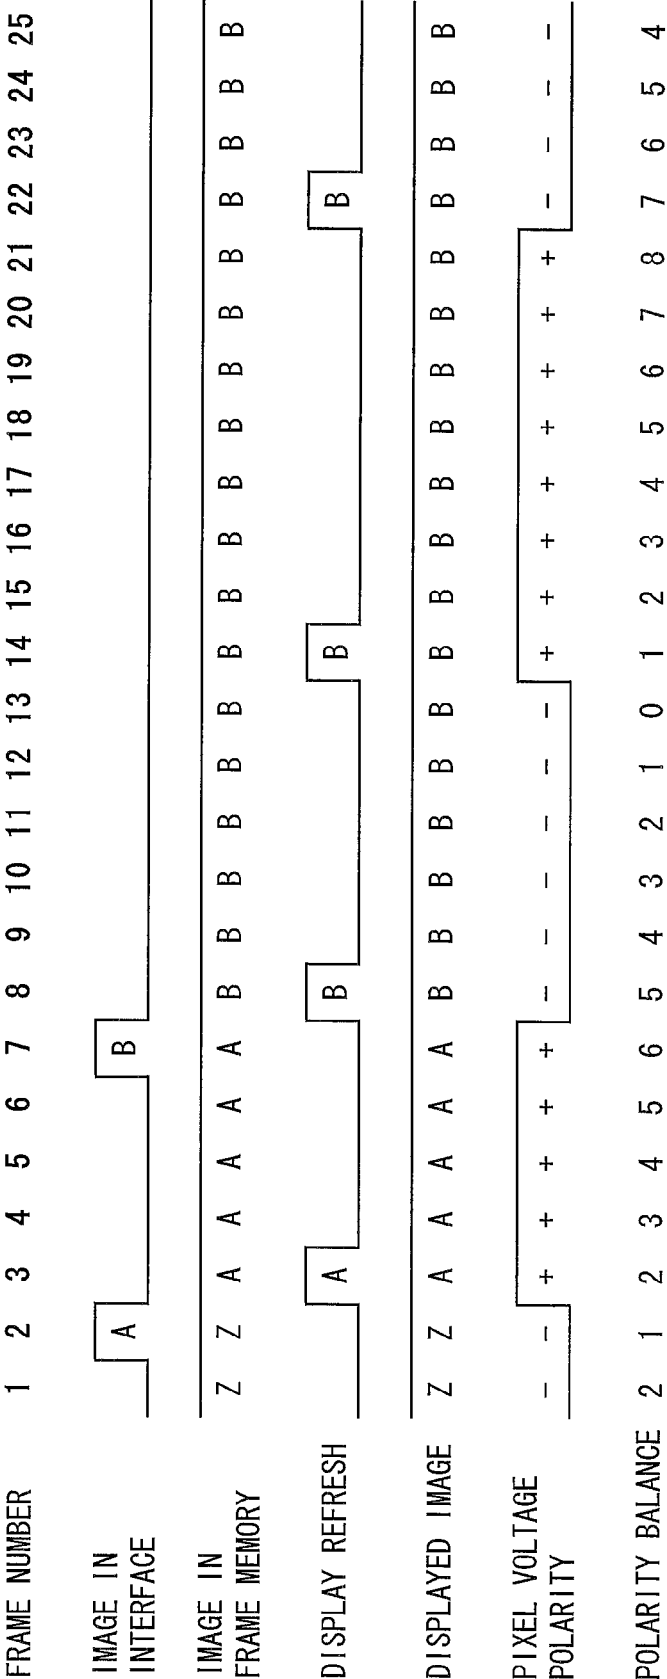 FRAME NUMBER 1 2 3 4 5 6 7 8 9 10 11 12 13 14 15 16 17 18 19 20 21 22 23 24 25
IMAGE IN
INTERFACE A B
IMAGE IN
FRAME MEMORY Z Z A A A A A B B B B B B B B B B B B B B B B B B
DISPLAY REFRESH A B B B
DISPLAYED IMAGE Z Z A A A A A B B B B B B B B B B B B B B B B B B
PIXEL VOLTAGE
POLARITY − − + + + + + − − − − − − + + + + + + + + − − − −
POLARITY BALANCE 2 1 2 3 4 5 6 5 4 3 2 1 0 1 2 3 4 5 6 7 8 7 6 5 4